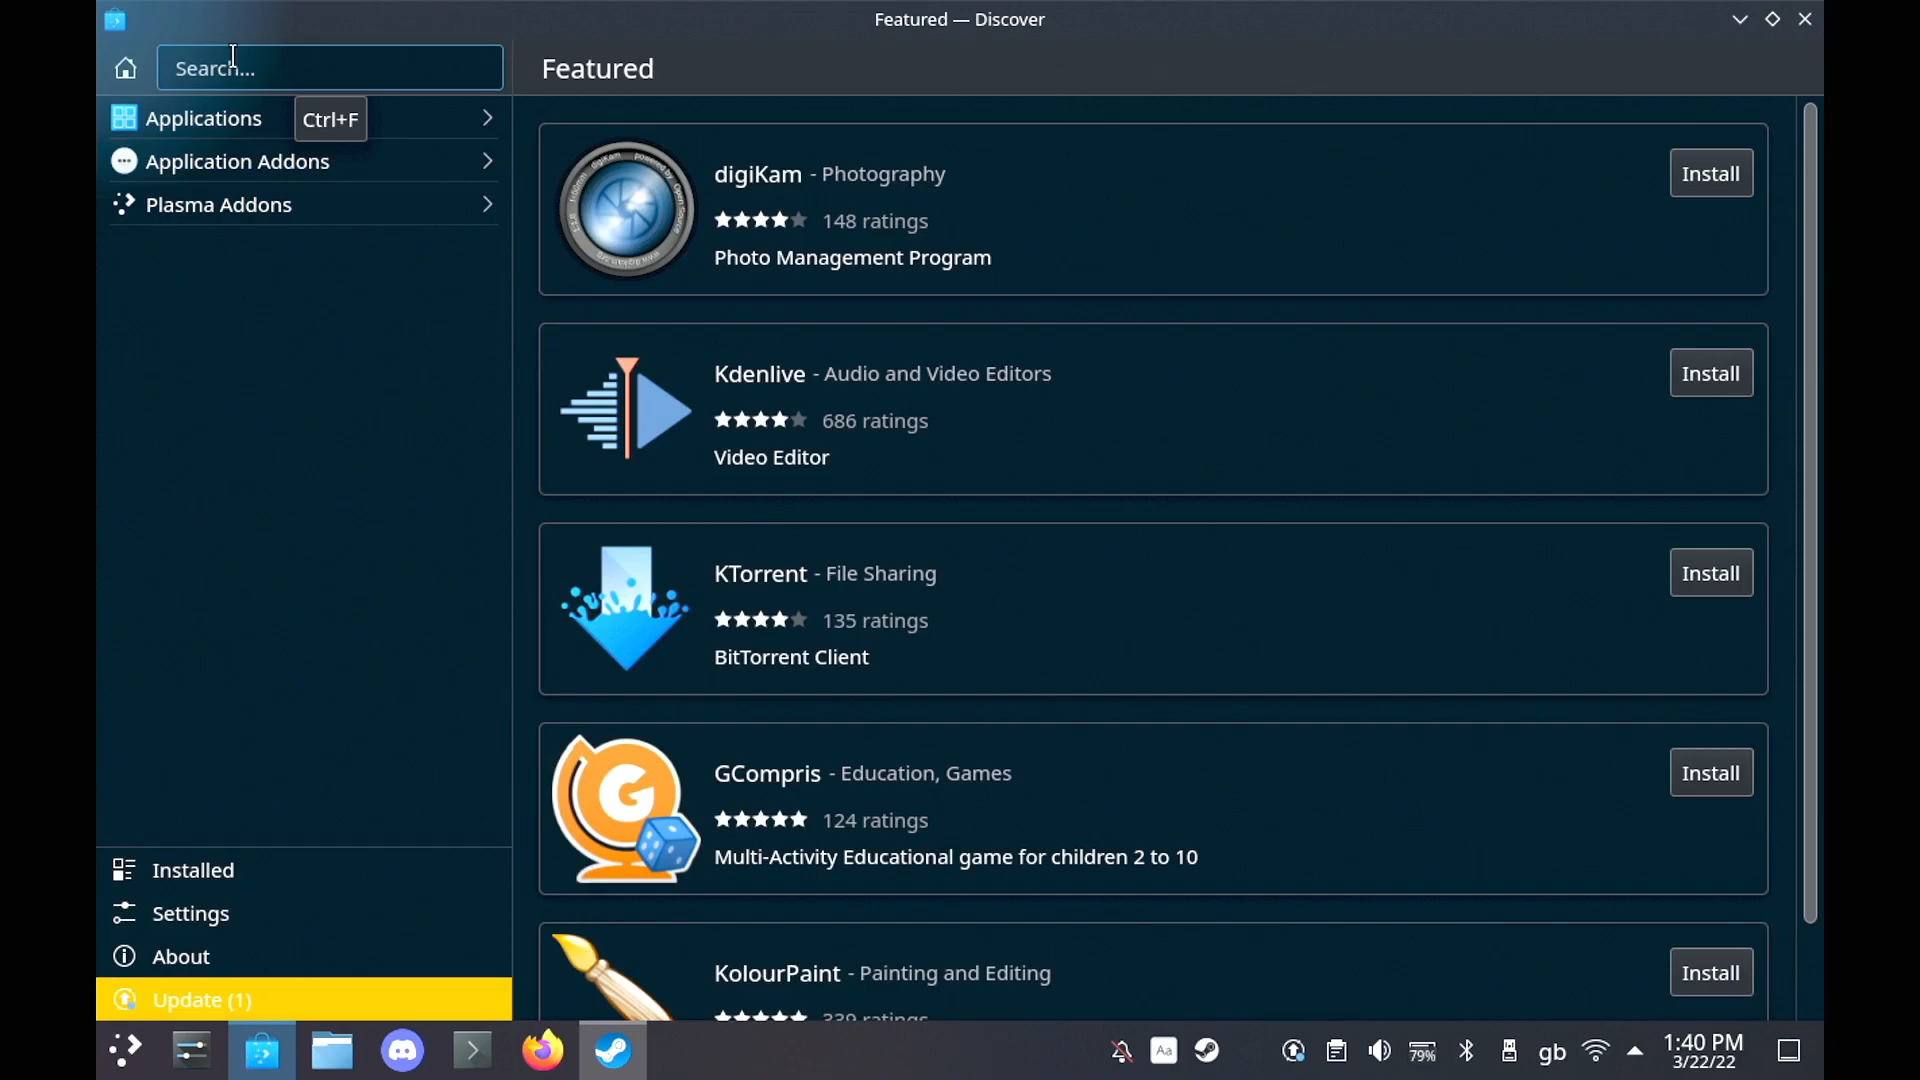 Featured — Discover
Search...
Featured
Applications
Ctrl+F
Application Addons
Plasma Addons
digiKam - Photography
148 ratings
Photo Management Program
Install
Kdenlive - Audio and Video Editors
686 ratings
Video Editor
Install
KTorrent - File Sharing
135 ratings
BitTorrent Client
Install
GCompris - Education, Games
124 ratings
Multi-Activity Educational game for children 2 to 10
Install
KolourPaint - Painting and Editing
339 ratings
Install
Installed
Settings
About
Update (1)
Aa
79%
gb
1:40 PM
3/22/22